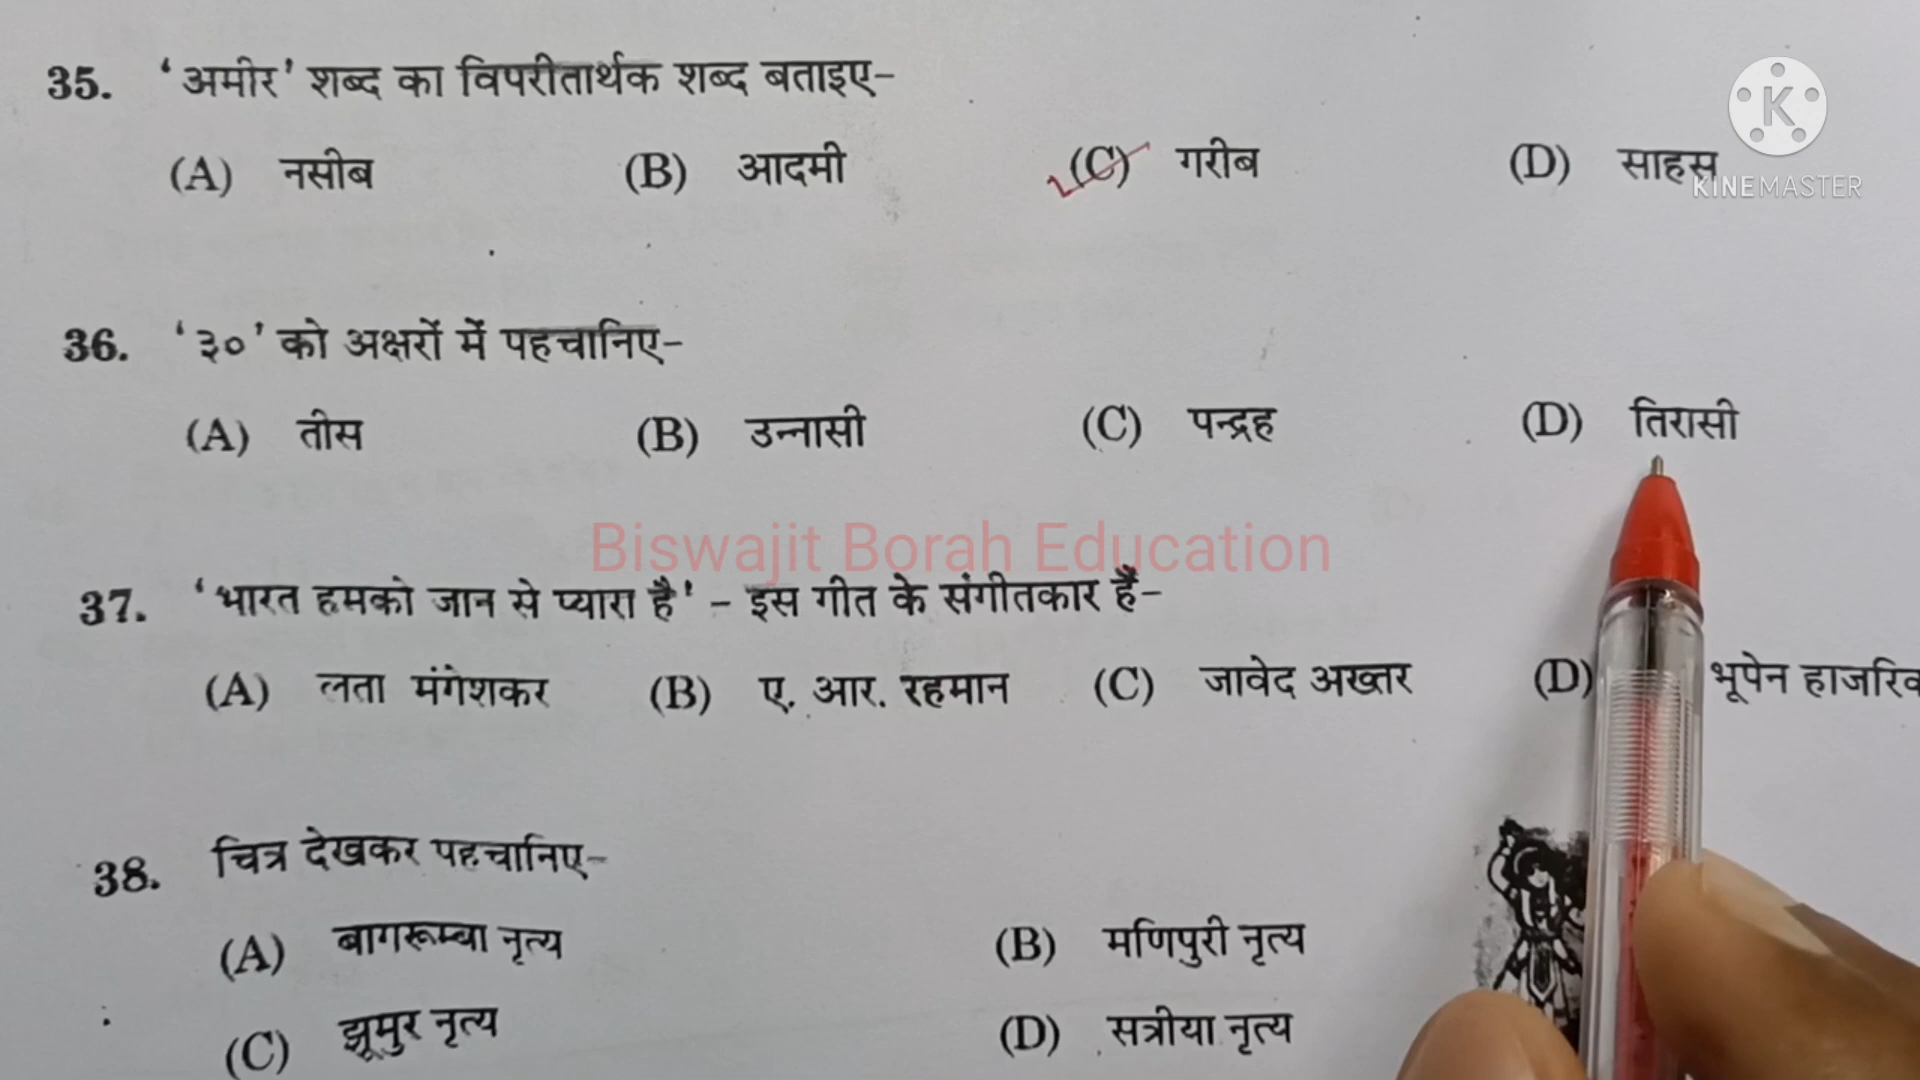 35. ‘अमीर’ शब्द का विपरीतार्थक शब्द बताइए–
(A) नसीब (B) आदमी (C) गरीब (D) साहस
KINEMASTER
36. ‘३०’ को अक्षरों में पहचानिए–
(A) तीस (B) उन्नासी (C) पन्द्रह (D) तिरासी
Biswajit Borah Education
37. ‘भारत हमको जान से प्यारा है’ – इस गीत के संगीतकार हैं–
(A) लता मंगेशकर (B) ए. आर. रहमान (C) जावेद अख्तर (D) भूपेन हाजरिक
38. चित्र देखकर पहचानिए–
(A) बागरूम्बा नृत्य (B) मणिपुरी नृत्य
(C) झूमुर नृत्य (D) सत्रीया नृत्य